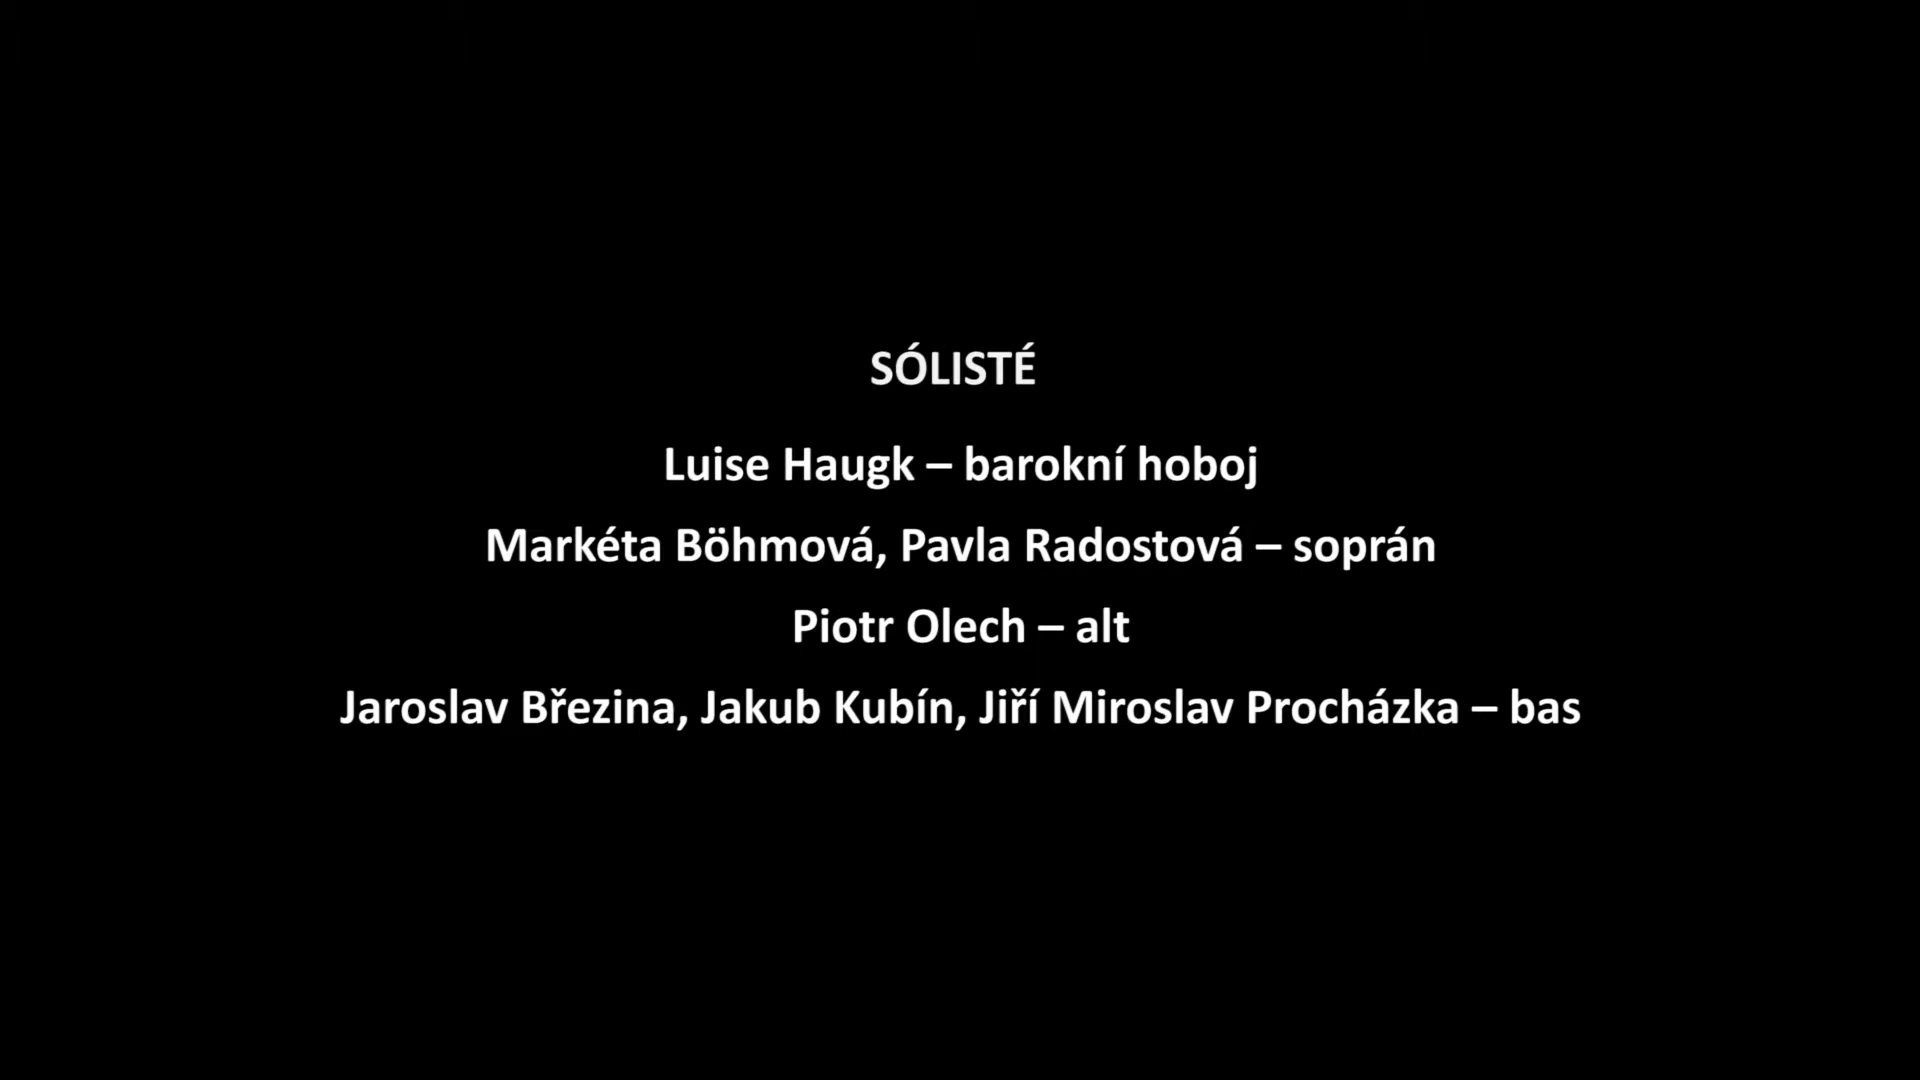 SÓLISTÉ
Luise Haugk – barokní hoboj
Markéta Böhmová, Pavla Radostová – soprán
Piotr Olech – alt
Jaroslav Březina, Jakub Kubín, Jiří Miroslav Procházka – bas